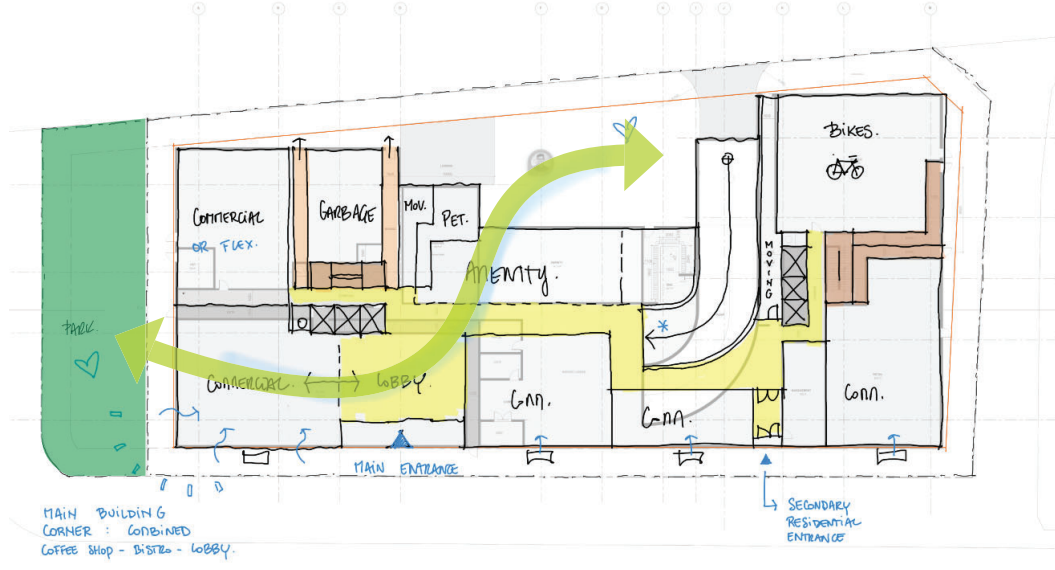 BIKES.
COMMERCIAL
OR FLEX.
GARBAGE
MOV.
PET.
AMENITY.
MOVING
PARK.
COMMERCIAL.
LOBBY.
COMM.
COMM.
COMM.
MAIN ENTRANCE
MAIN BUILDING
CORNER : COMBINED
COFFEE SHOP - BISTRO - LOBBY.
SECONDARY
RESIDENTIAL
ENTRANCE